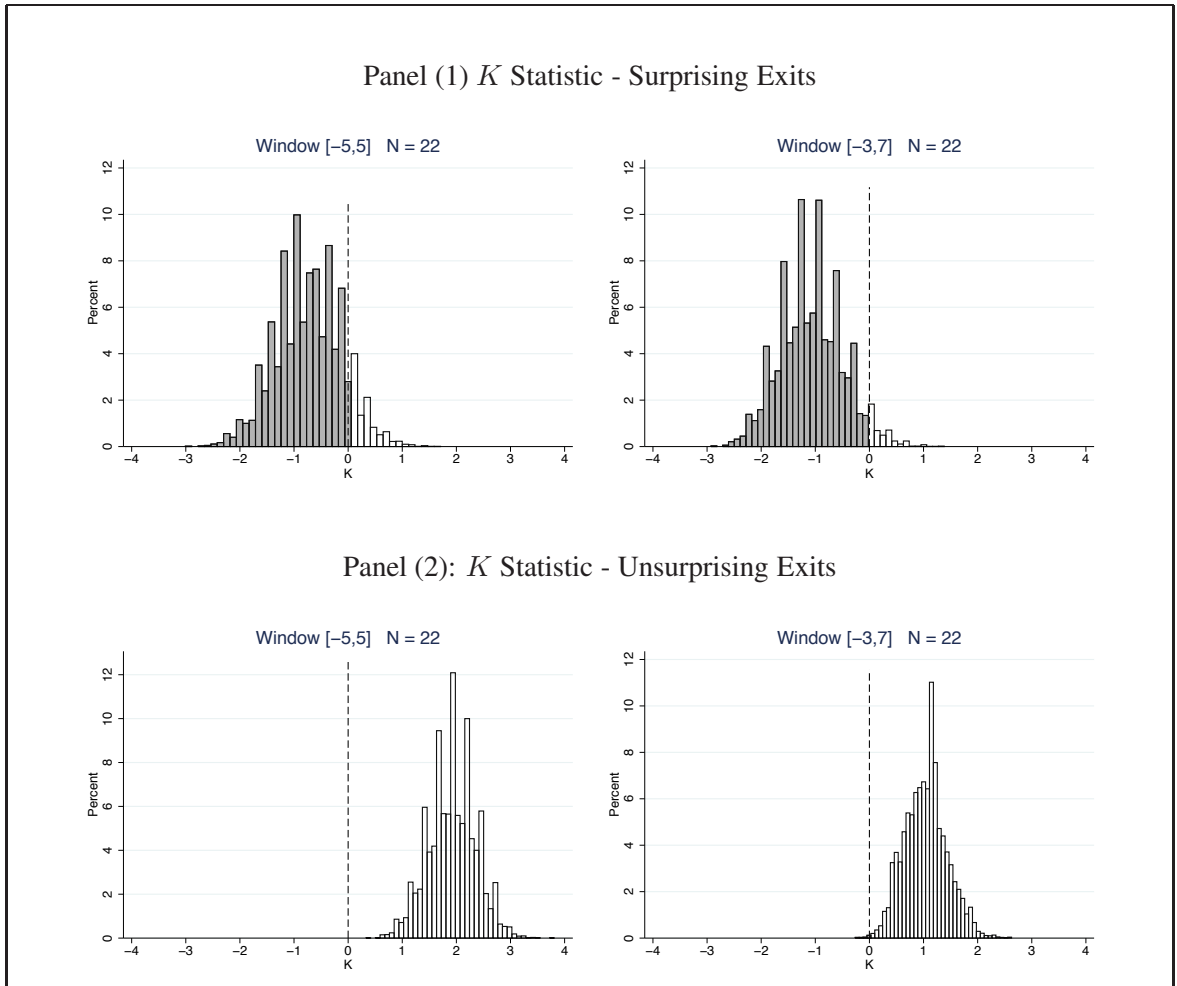 Panel (1) K Statistic - Surprising Exits
Window [−5,5] N = 22
Percent
12
10
8
6
4
2
0
−4 −3 −2 −1 0 1 2 3 4
K
Window [−3,7] N = 22
Percent
12
10
8
6
4
2
0
−4 −3 −2 −1 0 1 2 3 4
K
Panel (2): K Statistic - Unsurprising Exits
Window [−5,5] N = 22
Percent
12
10
8
6
4
2
0
−4 −3 −2 −1 0 1 2 3 4
K
Window [−3,7] N = 22
Percent
12
10
8
6
4
2
0
−4 −3 −2 −1 0 1 2 3 4
K